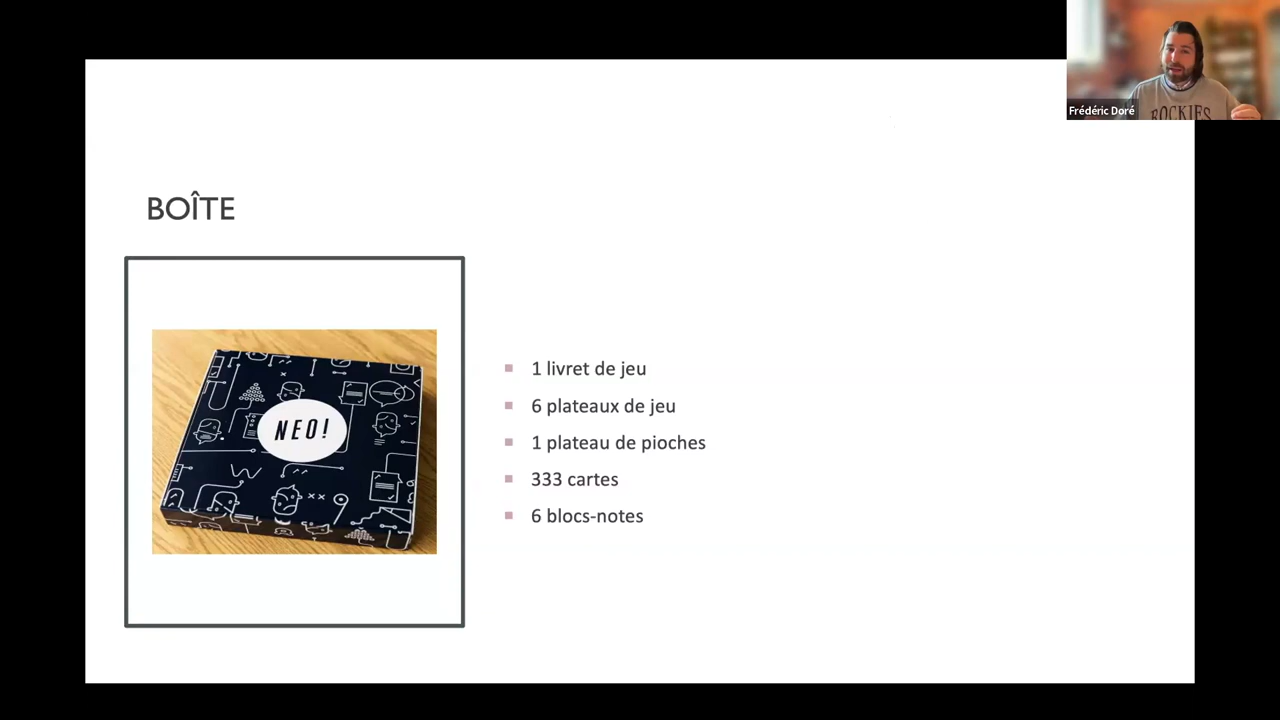 Frédéric Doré
ROCKIES
BOÎTE
NEO!
1 livret de jeu
6 plateaux de jeu
1 plateau de pioches
333 cartes
6 blocs-notes